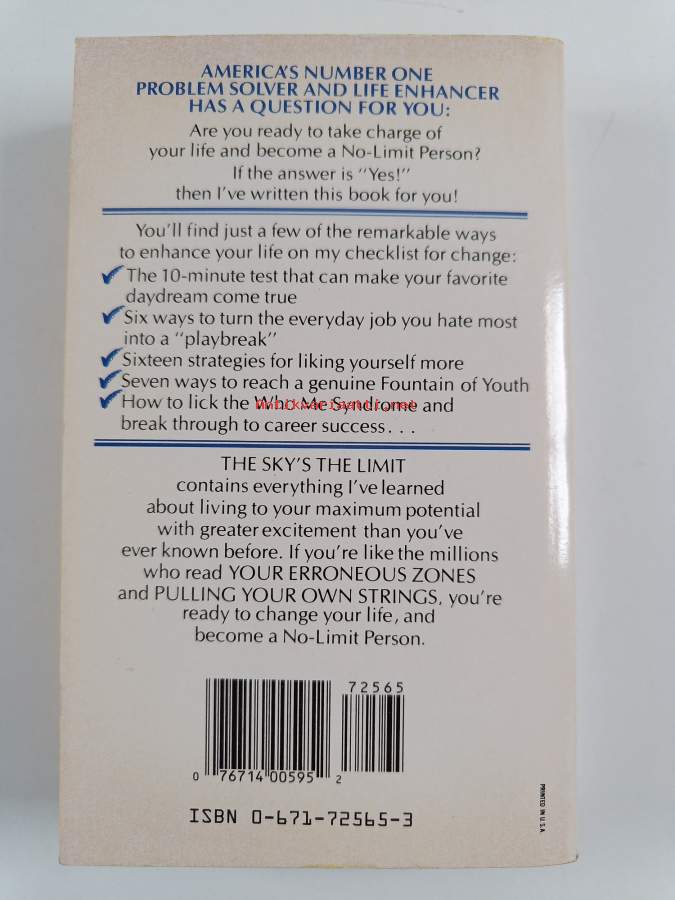 AMERICA'S NUMBER ONE
PROBLEM SOLVER AND LIFE ENHANCER
HAS A QUESTION FOR YOU:
Are you ready to take charge of
your life and become a No-Limit Person?
If the answer is "Yes!"
then I've written this book for you!
You'll find just a few of the remarkable ways
to enhance your life on my checklist for change:
The 10-minute test that can make your favorite
daydream come true
Six ways to turn the everyday job you hate most
into a "playbreak"
Sixteen strategies for liking yourself more
Seven ways to reach a genuine Fountain of Youth
How to lick the Who Me Syndrome and
antikvariaatti.net
break through to career success...
THE SKY'S THE LIMIT
contains everything I've learned
about living to your maximum potential
with greater excitement than you've
ever known before. If you're like the millions
who read YOUR ERRONEOUS ZONES
and PULLING YOUR OWN STRINGS, you're
ready to change your life, and
become a No-Limit Person.
72565
0 76714 00595 2
ISBN 0-671-72565-3
PRINTED IN U.S.A.